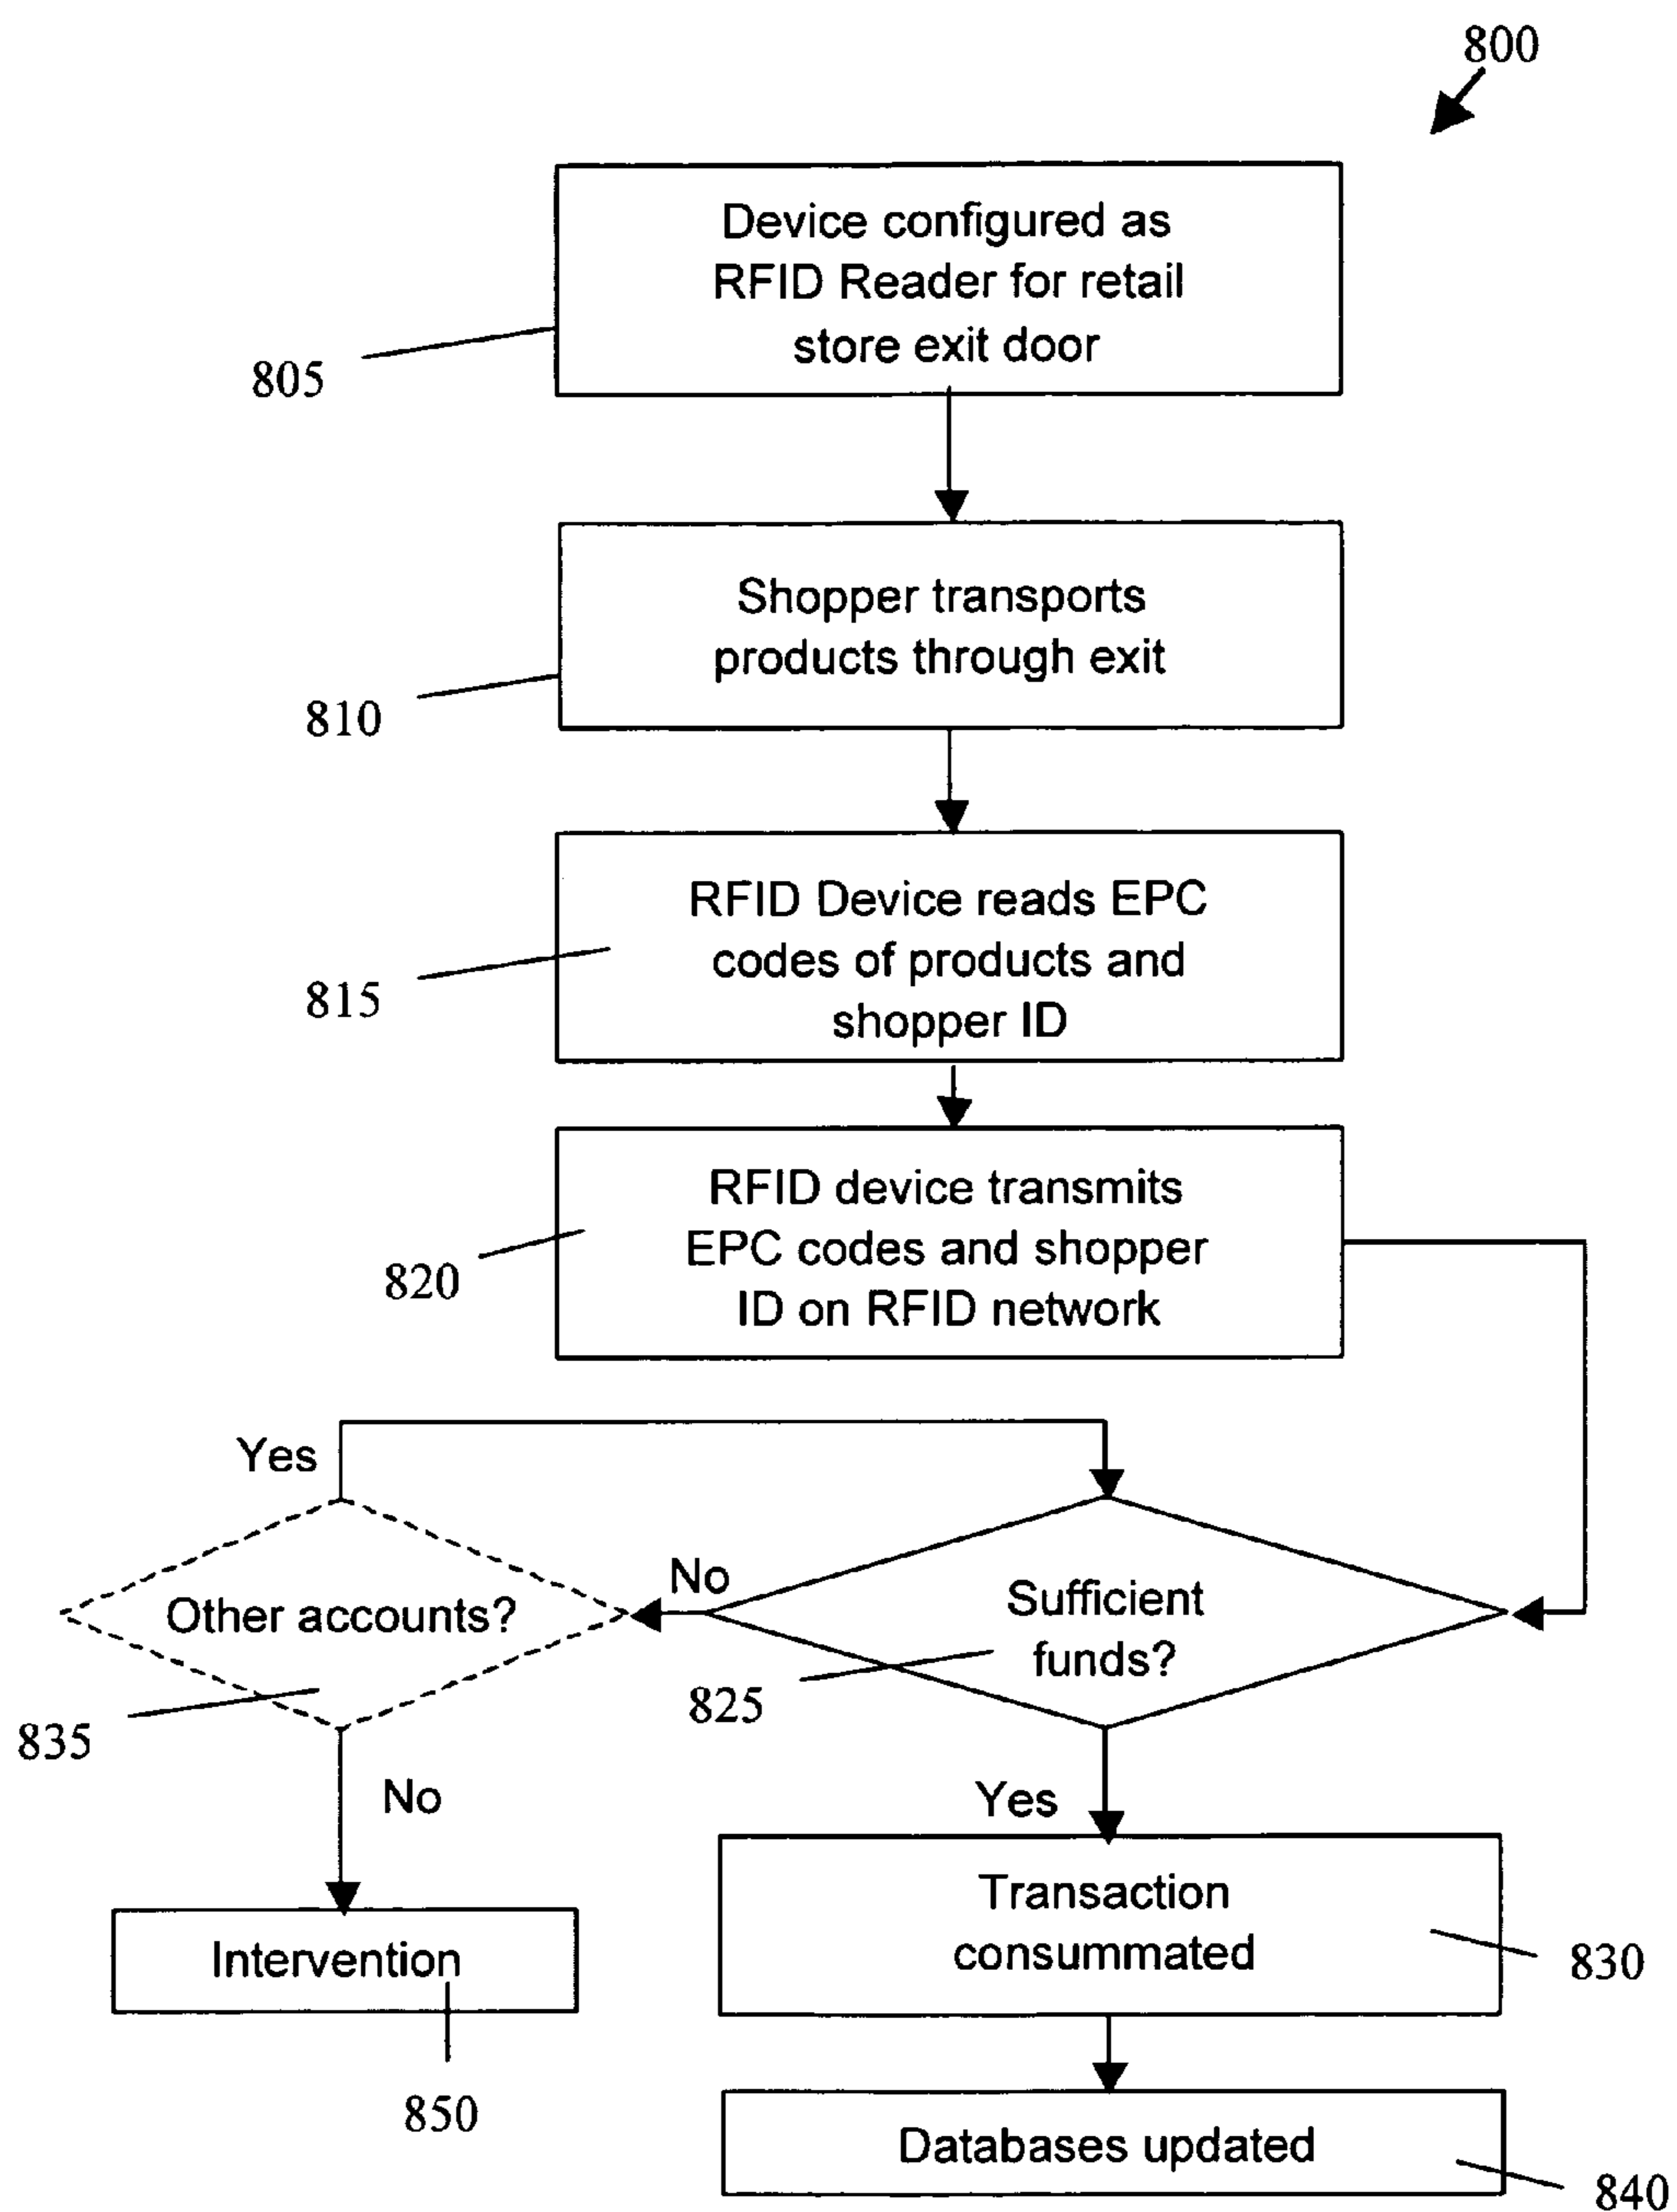 800
Device configured as
RFID Reader for retail
store exit door
805
Shopper transports
products through exit
810
RFID Device reads EPC
codes of products and
shopper ID
815
RFID device transmits
EPC codes and shopper
ID on RFID network
820
Yes
Other accounts?
835
No
Sufficient
funds?
825
No
Yes
Intervention
850
Transaction
consummated
830
Databases updated
840